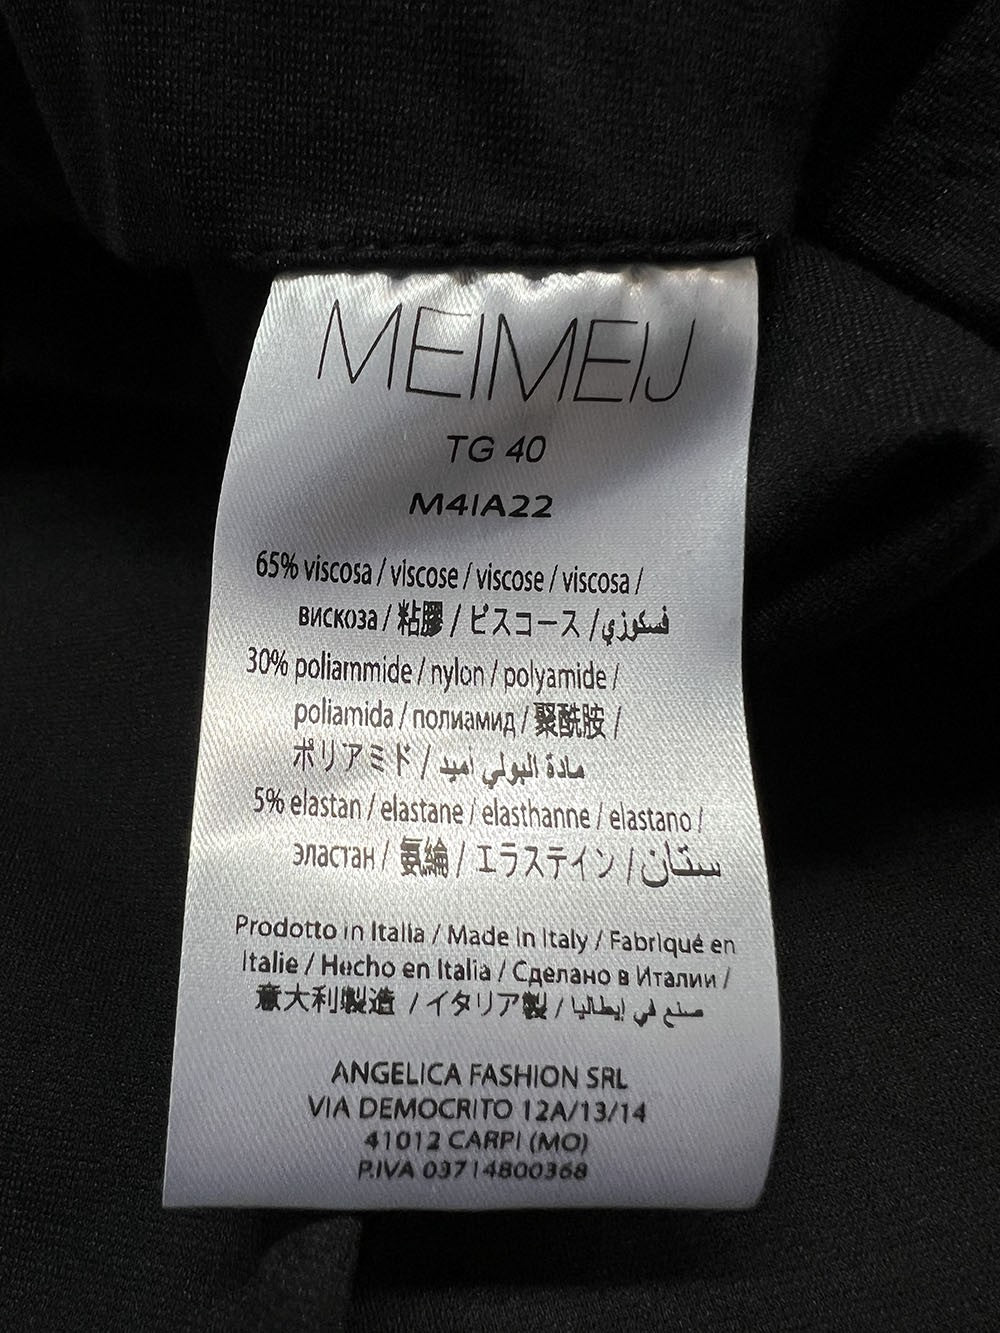 MEIMEIJ
TG 40
M4IA22
65% viscosa / viscose / viscose / viscosa /
вискоза / 粘膠 / ビスコース / فسكوزي
30% poliammide / nylon / polyamide /
poliamida / полиамид / 聚酰胺 /
ポリアミド / مادة البولي أميد
5% elastan / elastane / elasthanne / elastano /
эластан / 氨綸 / エラステイン / ستان
Prodotto in Italia / Made in Italy / Fabriqué en
Italie / Hecho en Italia / Сделано в Италии /
意大利製造 / イタリア製 / صنع في إيطاليا
ANGELICA FASHION SRL
VIA DEMOCRITO 12A/13/14
41012 CARPI (MO)
P.IVA 03714800368